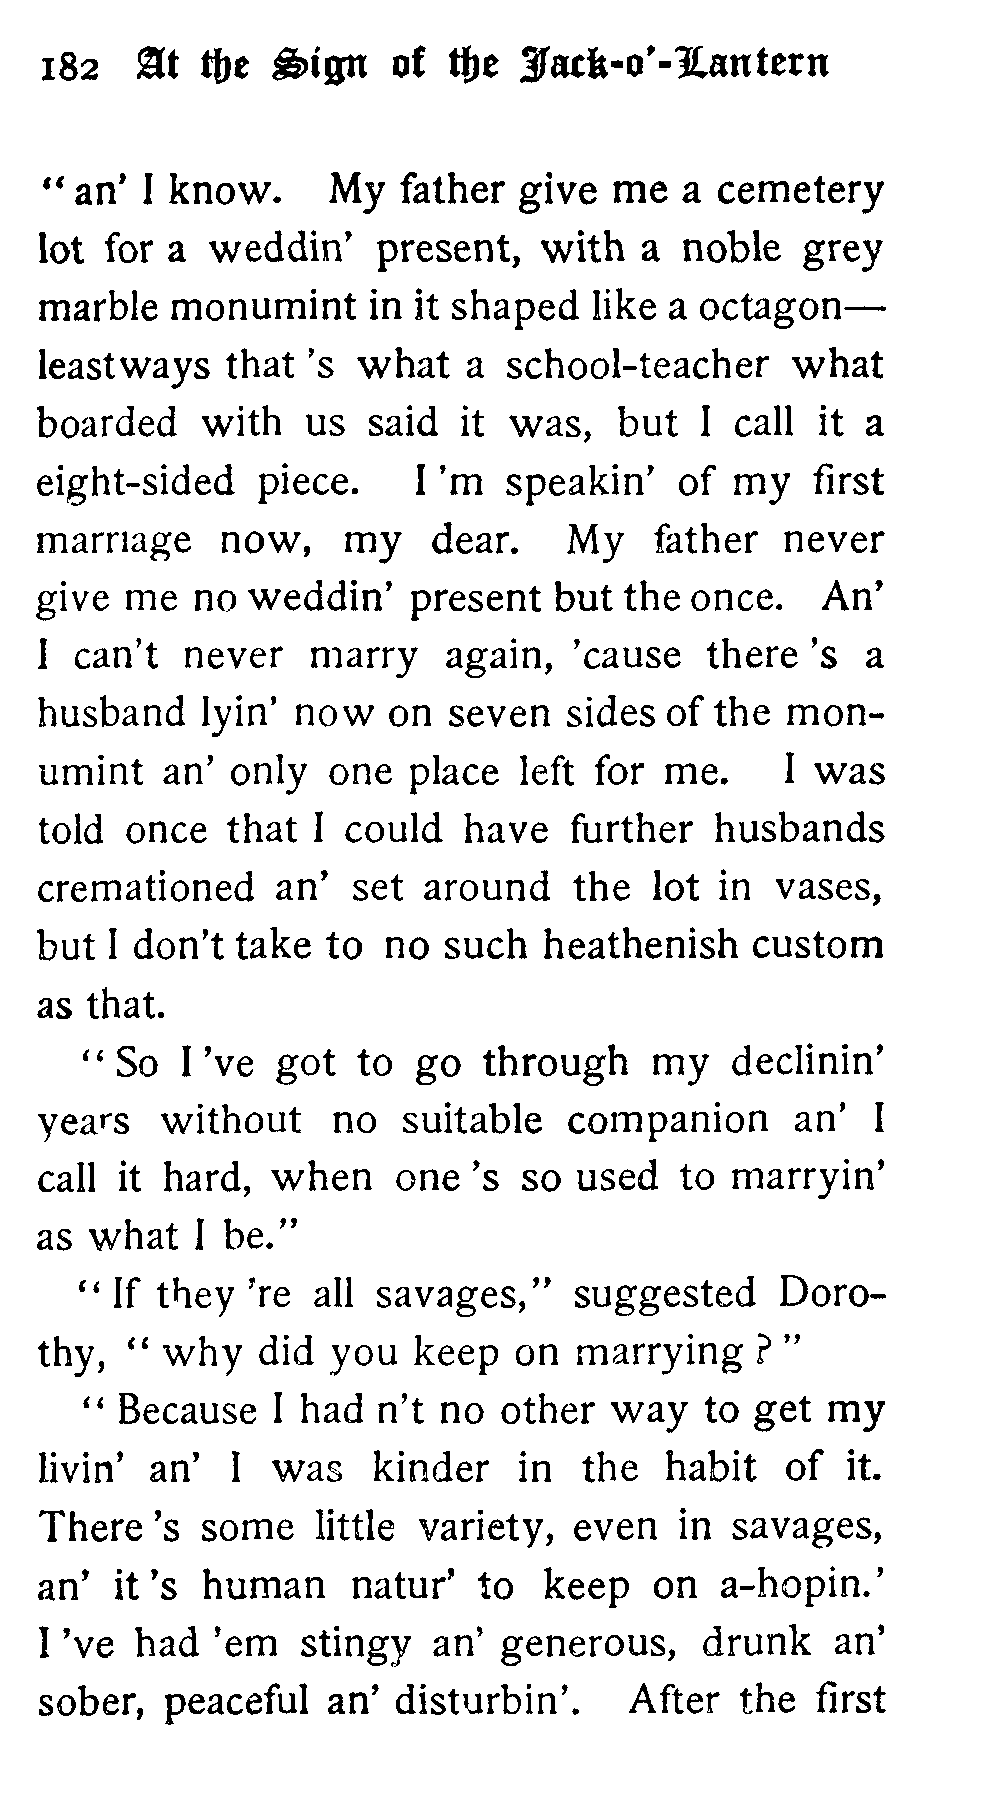 182 At the Sign of the Jack-o'-Lantern
"an' I know. My father give me a cemetery
lot for a weddin' present, with a noble grey
marble monumint in it shaped like a octagon—
leastways that 's what a school-teacher what
boarded with us said it was, but I call it a
eight-sided piece. I 'm speakin' of my first
marriage now, my dear. My father never
give me no weddin' present but the once. An'
I can't never marry again, 'cause there 's a
husband lyin' now on seven sides of the mon-
umint an' only one place left for me. I was
told once that I could have further husbands
cremationed an' set around the lot in vases,
but I don't take to no such heathenish custom
as that.
"So I 've got to go through my declinin'
years without no suitable companion an' I
call it hard, when one 's so used to marryin'
as what I be."
"If they 're all savages," suggested Doro-
thy, "why did you keep on marrying?"
"Because I had n't no other way to get my
livin' an' I was kinder in the habit of it.
There 's some little variety, even in savages,
an' it 's human natur' to keep on a-hopin.'
I 've had 'em stingy an' generous, drunk an'
sober, peaceful an' disturbin'. After the first